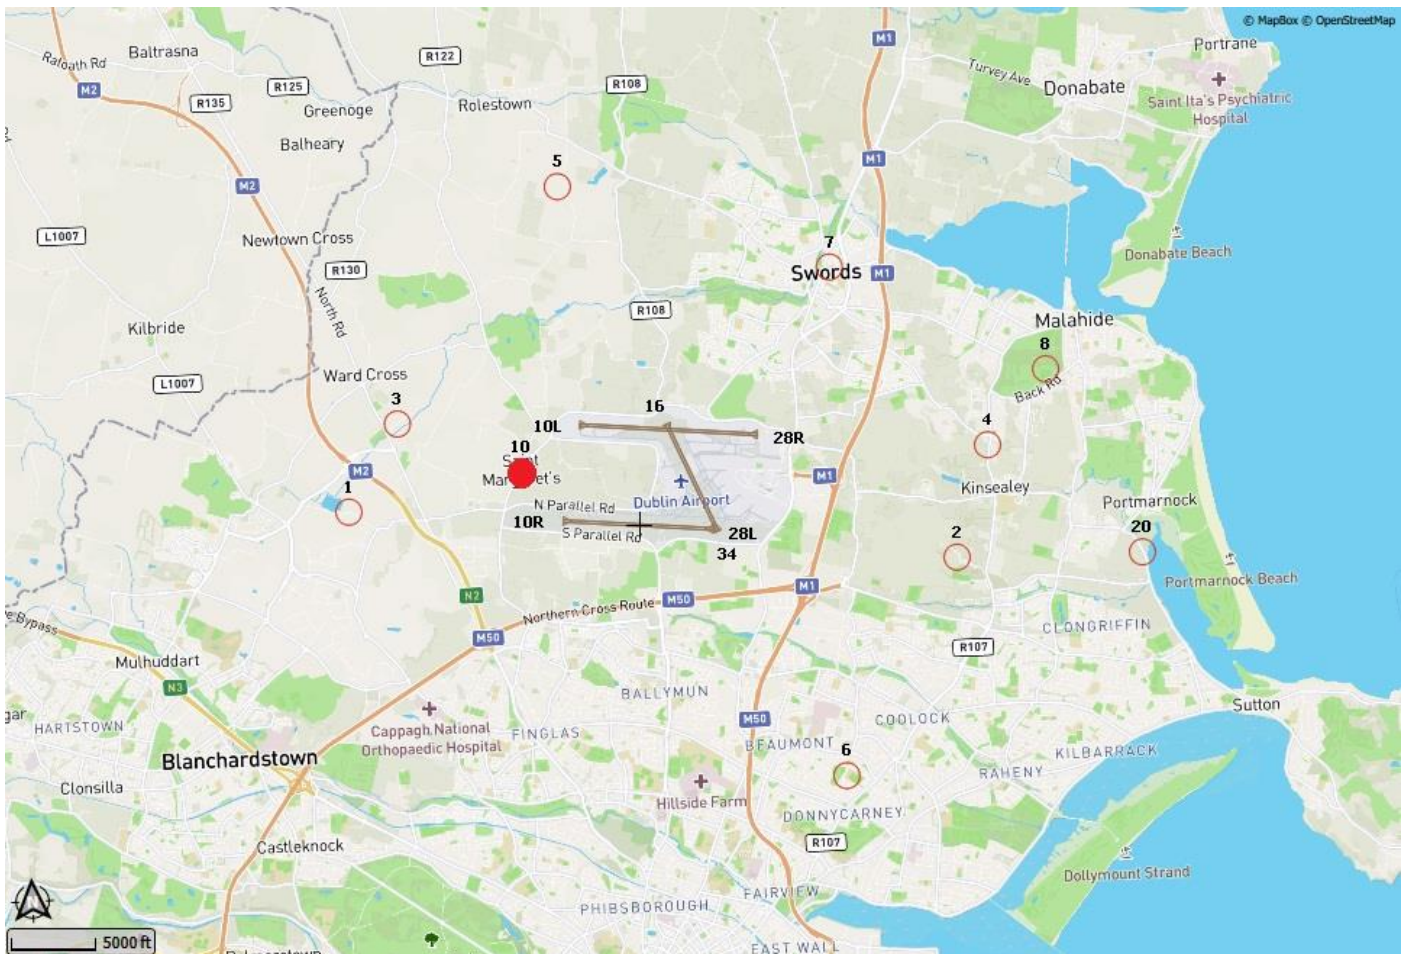 © MapBox © OpenStreetMap
Portrane
M1
Baltrasna
R122
Ratoath Rd
Turvey Ave
Saint Ita's Psychiatric
Hospital
M2
R125
R108
Donabate
R135
Greenoge
Rolestown
Balheary
M1
5
M2
L1007
Newtown Cross
7
Donabate Beach
R130
Swords
M1
North Rd
R108
Kilbride
Malahide
8
Ward Cross
L1007
Back Rd
3
16
4
10L
28R
10
Saint
Margaret's
M2
M1
1
Dublin Airport
Kinsealey
Portmarnock
N Parallel Rd
10R
S Parallel Rd
28L
34
2
20
Portmarnock Beach
M1
N2
M50
Northern Cross Route
Bypass
CLONGRIFFIN
M50
R107
Mulhuddart
N3
BALLYMUN
Sutton
HARTSTOWN
Cappagh National
Orthopaedic Hospital
FINGLAS
M50
COOLOCK
BEAUMONT
6
KILBARRACK
Blanchardstown
RAHENY
Clonsilla
Hillside Farm
DONNYCARNEY
Castleknock
R107
Dollymount Strand
FAIRVIEW
PHIBSBOROUGH
5000 ft
EAST WALL